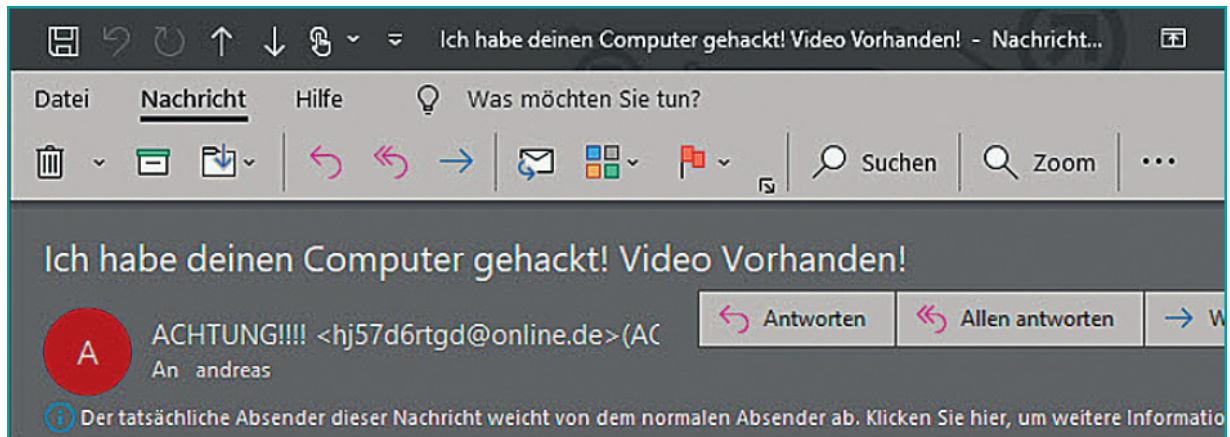 Ich habe deinen Computer gehackt! Video Vorhanden! - Nachricht...
Datei Nachricht Hilfe Was möchten Sie tun?
Suchen Zoom
Ich habe deinen Computer gehackt! Video Vorhanden!
A ACHTUNG!!!! <hj57d6rtgd@online.de>(AC
Antworten Allen antworten W
An andreas
Der tatsächliche Absender dieser Nachricht weicht von dem normalen Absender ab. Klicken Sie hier, um weitere Informatio